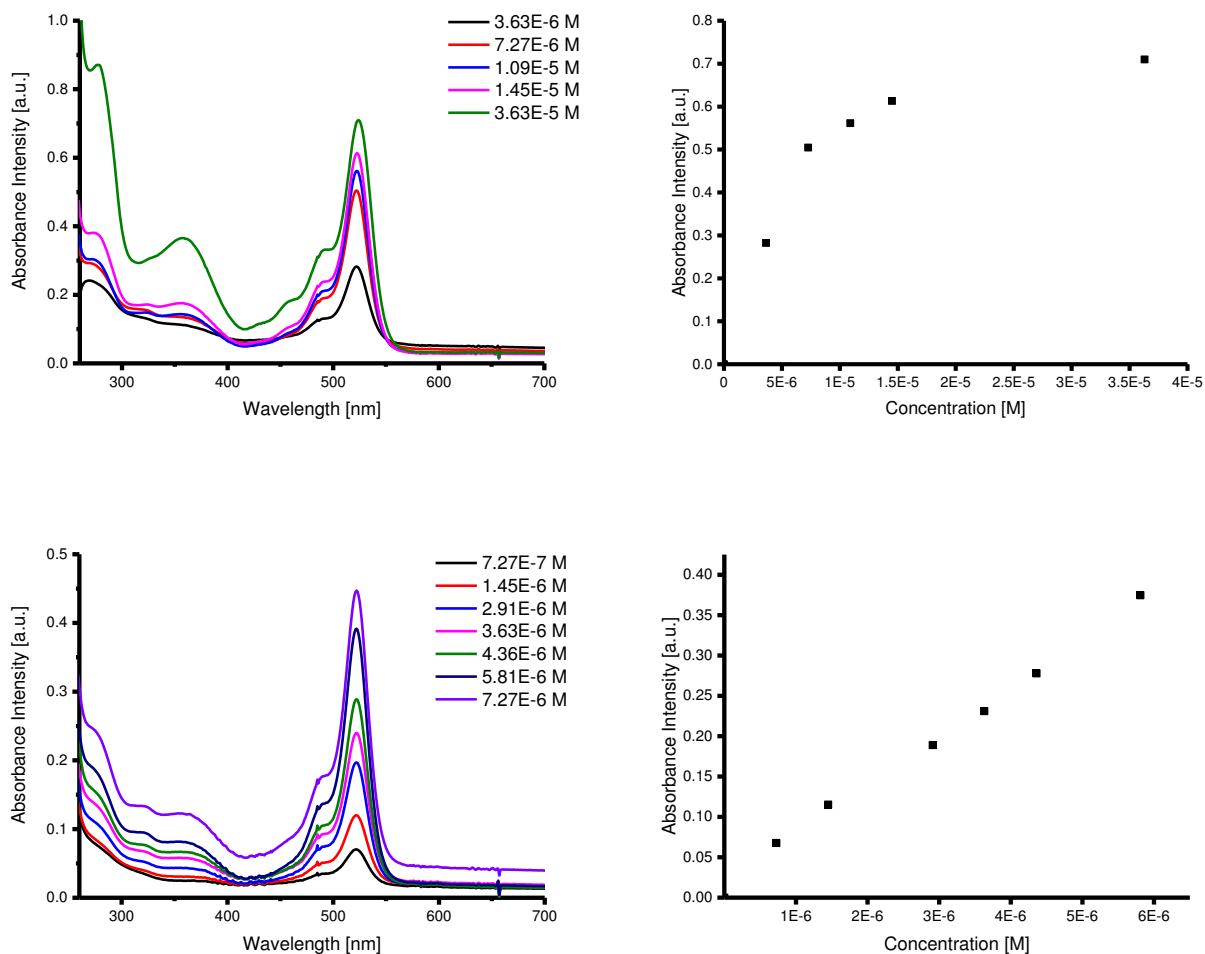 3.63E-6 M
7.27E-6 M
1.09E-5 M
1.45E-5 M
3.63E-5 M
1.0
0.8
0.6
0.4
0.2
0.0
300 400 500 600 700
Absorbance Intensity [a.u.]
Wavelength [nm]
0.8
0.7
0.6
0.5
0.4
0.3
0.2
0.1
0.0
0 5E-6 1E-5 1.5E-5 2E-5 2.5E-5 3E-5 3.5E-5 4E-5
Absorbance Intensity [a.u.]
Concentration [M]
7.27E-7 M
1.45E-6 M
2.91E-6 M
3.63E-6 M
4.36E-6 M
5.81E-6 M
7.27E-6 M
0.5
0.4
0.3
0.2
0.1
0.0
300 400 500 600 700
Absorbance Intensity [a.u.]
Wavelength [nm]
0.40
0.35
0.30
0.25
0.20
0.15
0.10
0.05
0.00
1E-6 2E-6 3E-6 4E-6 5E-6 6E-6
Absorbance Intensity [a.u.]
Concentration [M]